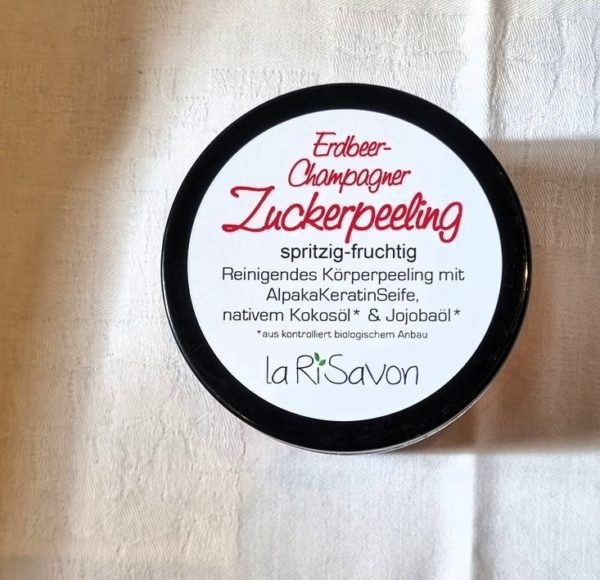 Erdbeer-
Champagner
Zuckerpeeling
spritzig-fruchtig
Reinigendes Körperpeeling mit
AlpakaKeratinSeife,
nativem Kokosöl* & Jojobaöl*
*aus kontrolliert biologischem Anbau
la RiSavon